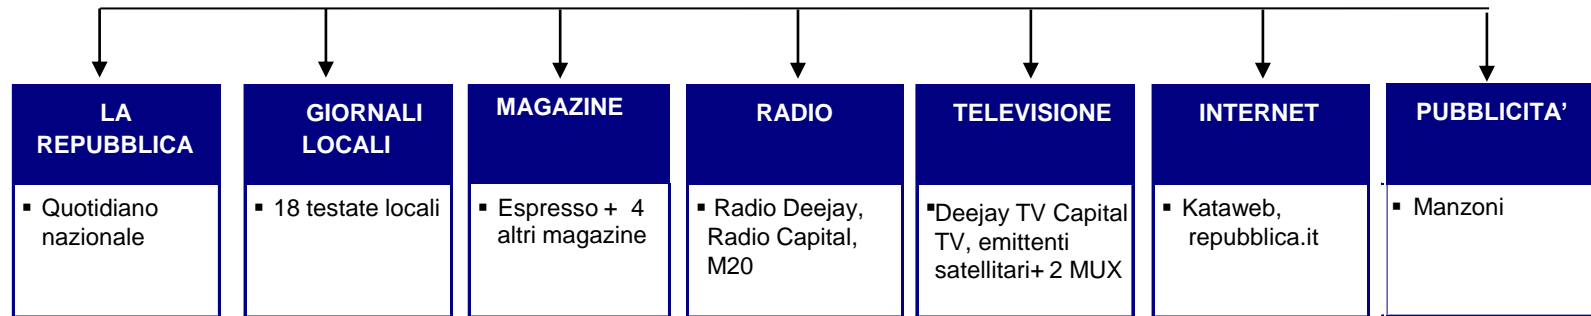 LA
REPUBBLICA
▪ Quotidiano
nazionale
GIORNALI
LOCALI
▪ 18 testate locali
MAGAZINE
▪ Espresso + 4
altri magazine
RADIO
▪ Radio Deejay,
Radio Capital,
M20
TELEVISIONE
▪Deejay TV Capital
TV, emittenti
satellitari+ 2 MUX
INTERNET
▪ Kataweb,
repubblica.it
PUBBLICITA’
▪ Manzoni